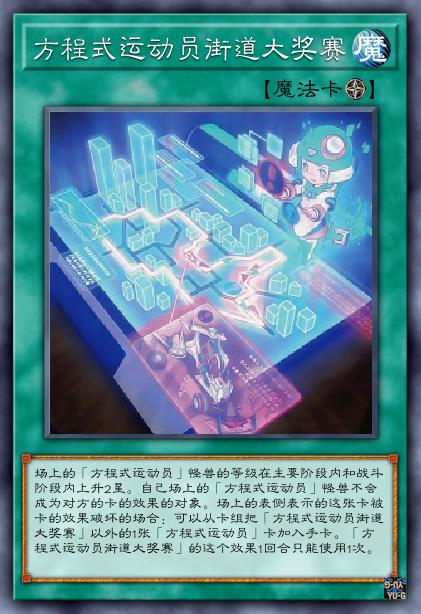 方程式运动员街道大奖赛 魔
【魔法卡】
场上的「方程式运动员」怪兽的等级在主要阶段内和战斗
阶段内上升2星。自己场上的「方程式运动员」怪兽不会
成为对方的卡的效果的对象。场上的表侧表示的这张卡被
卡的效果破坏的场合，可以从卡组把「方程式运动员街道
大奖赛」以外的1张「方程式运动员」卡加入手卡。「方
程式运动员街道大奖赛」的这个效果1回合只能使用1次。
YU-G